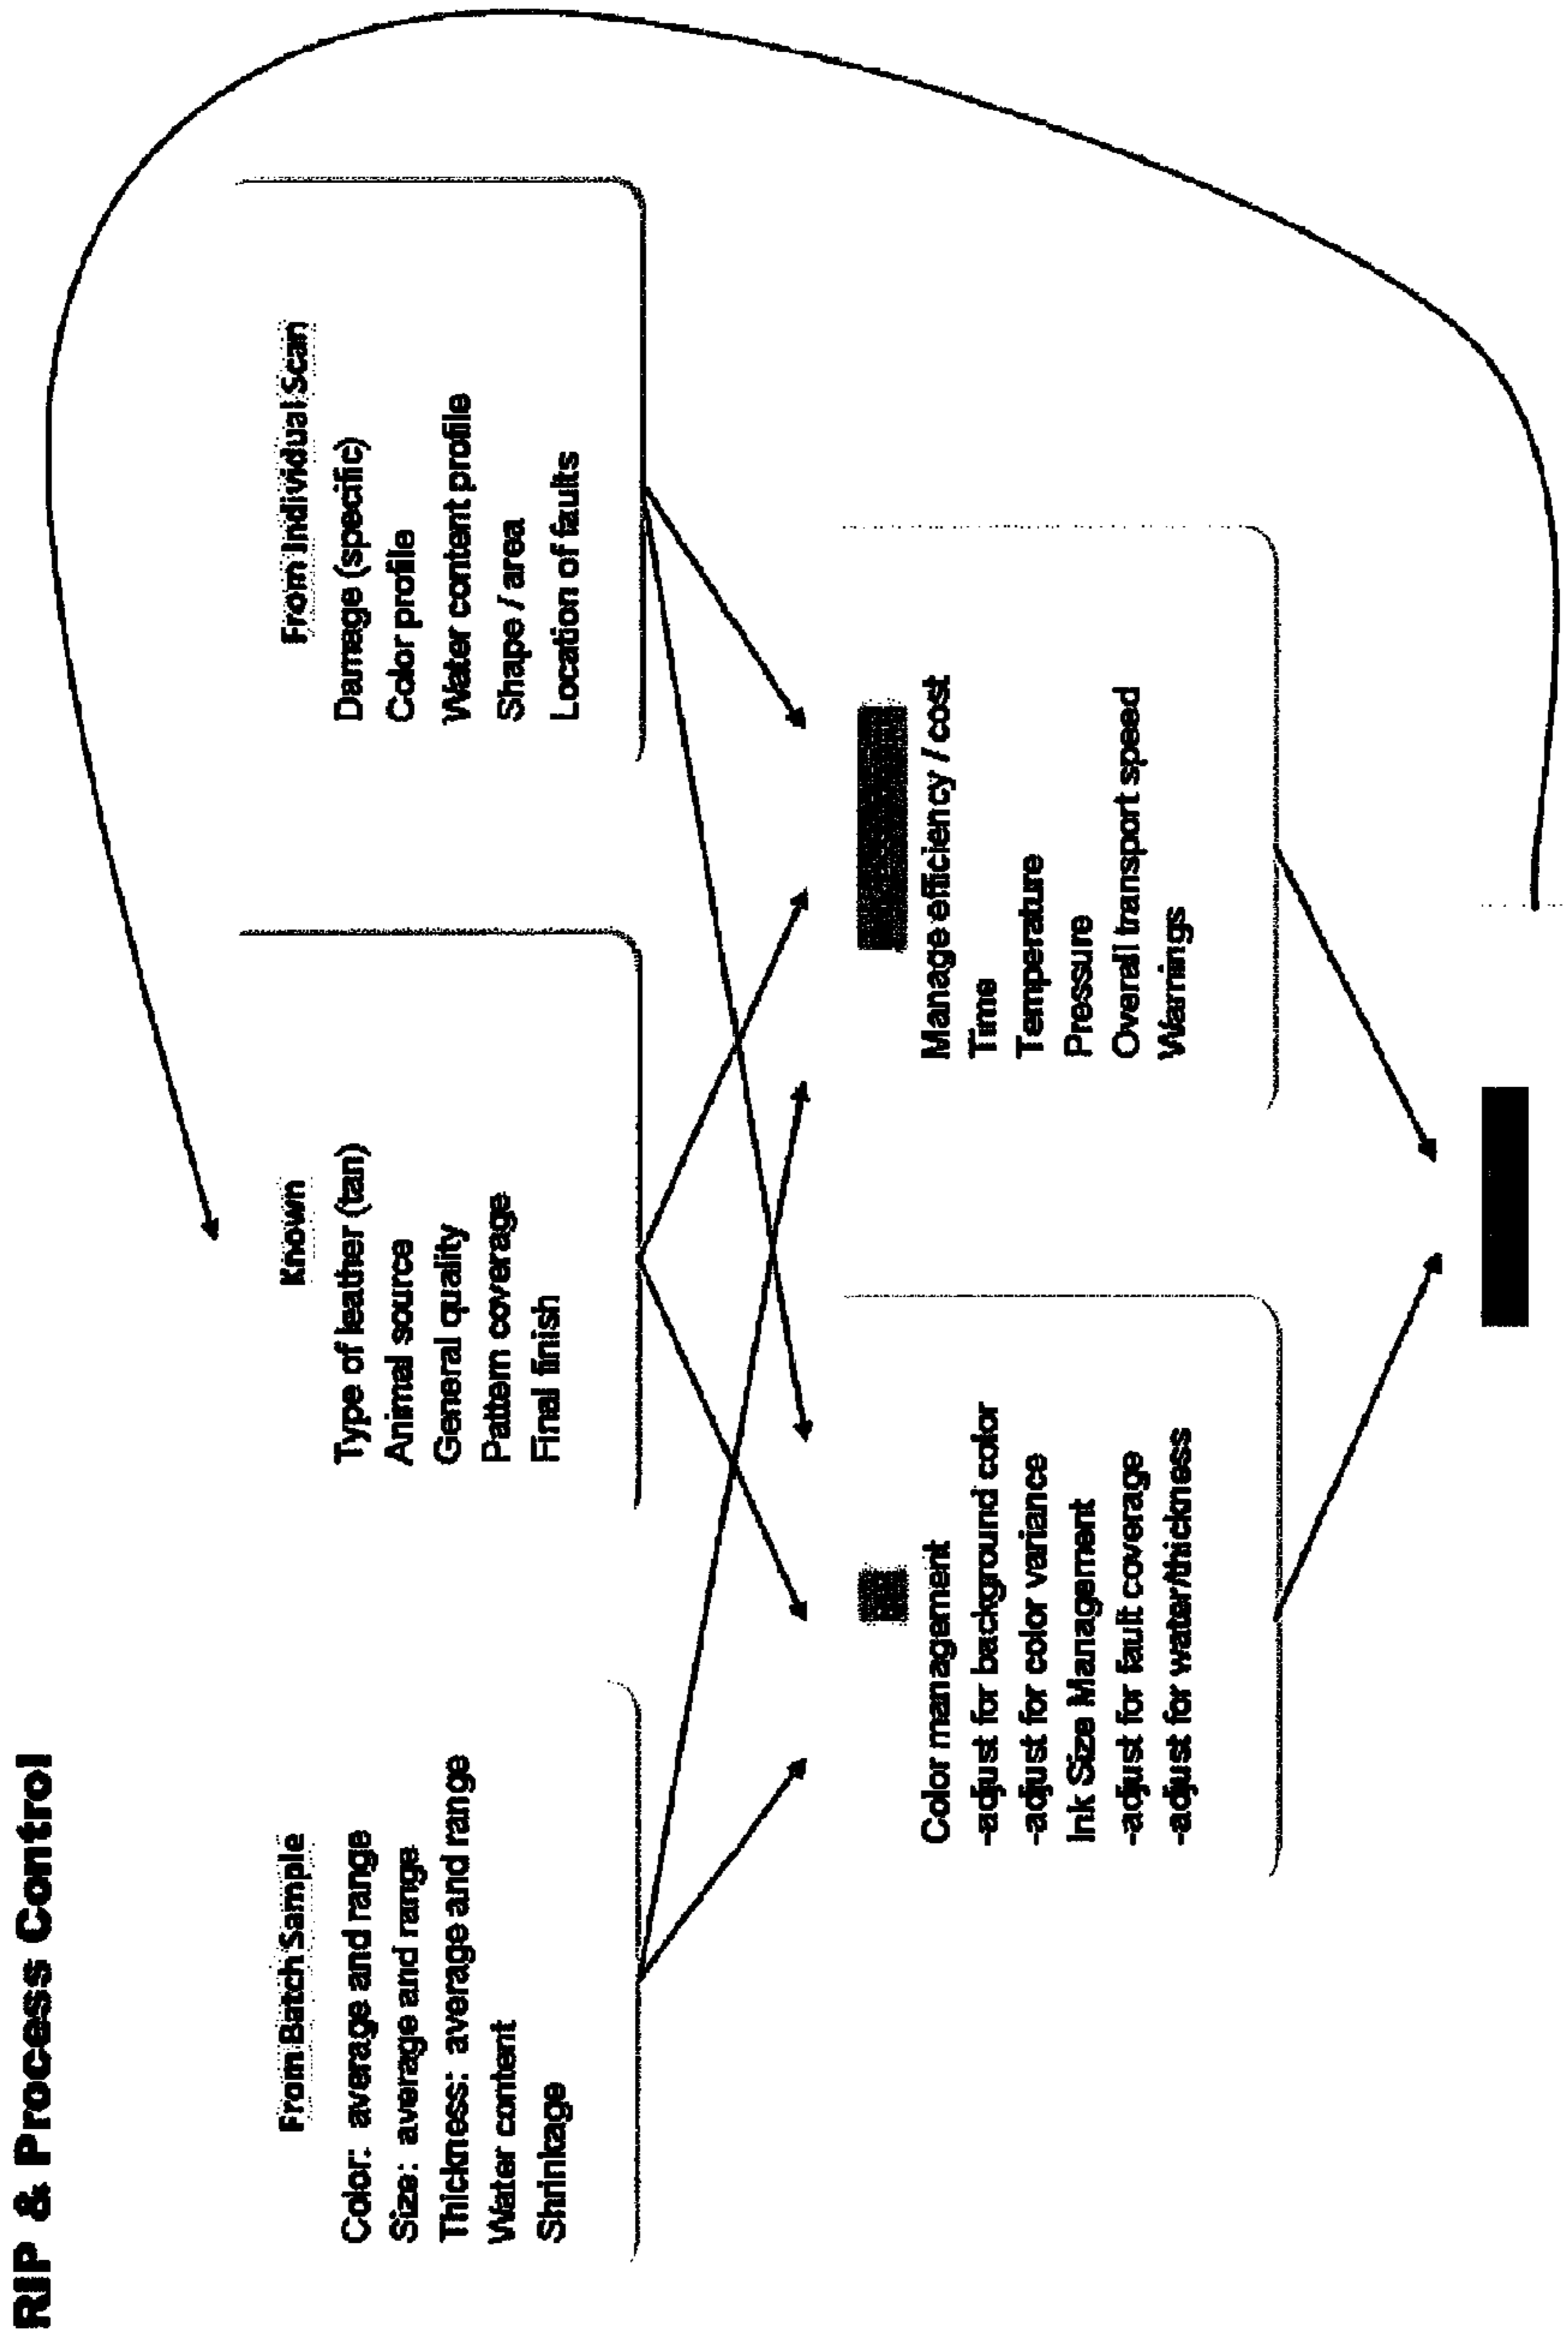 RIP & Process Control
From Batch Sample
Color: average and range
Size: average and range
Thickness: average and range
Water content
Shrinkage
Known
Type of leather (tan)
Animal source
General quality
Pattern coverage
Final finish
From Individual Scan
Damage (specific)
Color profile
Water content profile
Shape / area
Location of faults
Color management
-adjust for background color
-adjust for color variance
Ink Size Management
-adjust for fault coverage
-adjust for water/thickness
Manage efficiency / cost
Time
Temperature
Pressure
Overall transport speed
Warnings